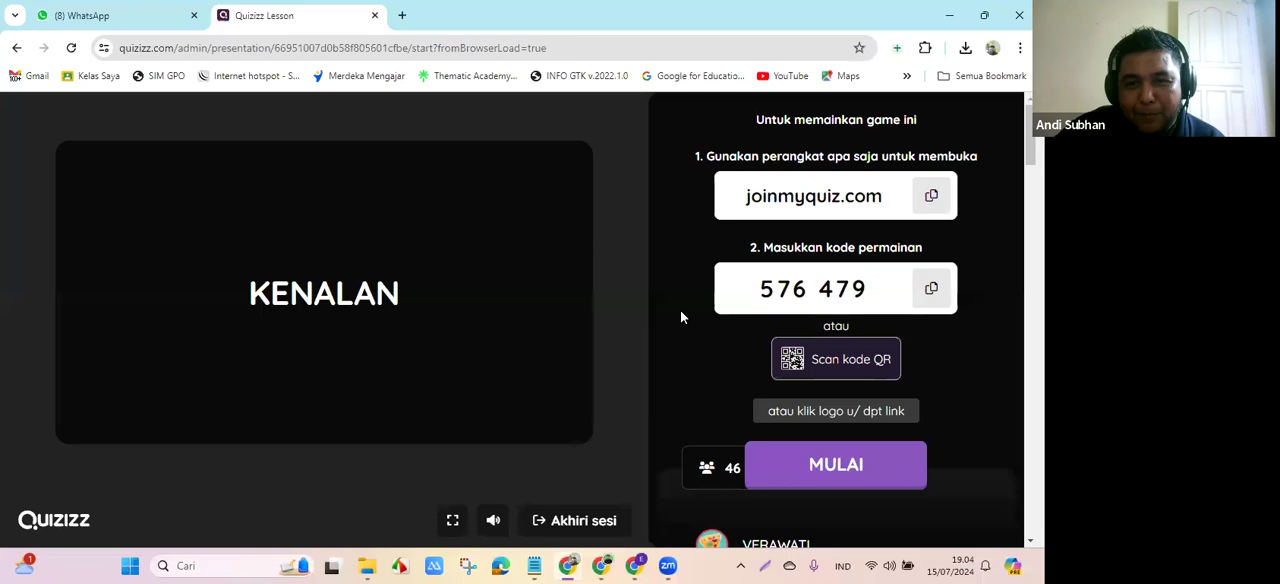 (8) WhatsApp
Quizizz Lesson
quizizz.com/admin/presentation/66951007d0b58f805601cfbe/start?fromBrowserLoad=true
Gmail
Kelas Saya
SIM GPO
Internet hotspot - S...
Merdeka Mengajar
Thematic Academy...
INFO GTK v.2022.1.0
Google for Educatio...
YouTube
Maps
»
Semua Bookmark
Andi Subhan
Untuk memainkan game ini
1. Gunakan perangkat apa saja untuk membuka
joinmyquiz.com
2. Masukkan kode permainan
576 479
atau
Scan kode QR
atau klik logo u/ dpt link
46
MULAI
KENALAN
Quizizz
Akhiri sesi
VERAWATI
1
Cari
IND
19.04
15/07/2024
PRE